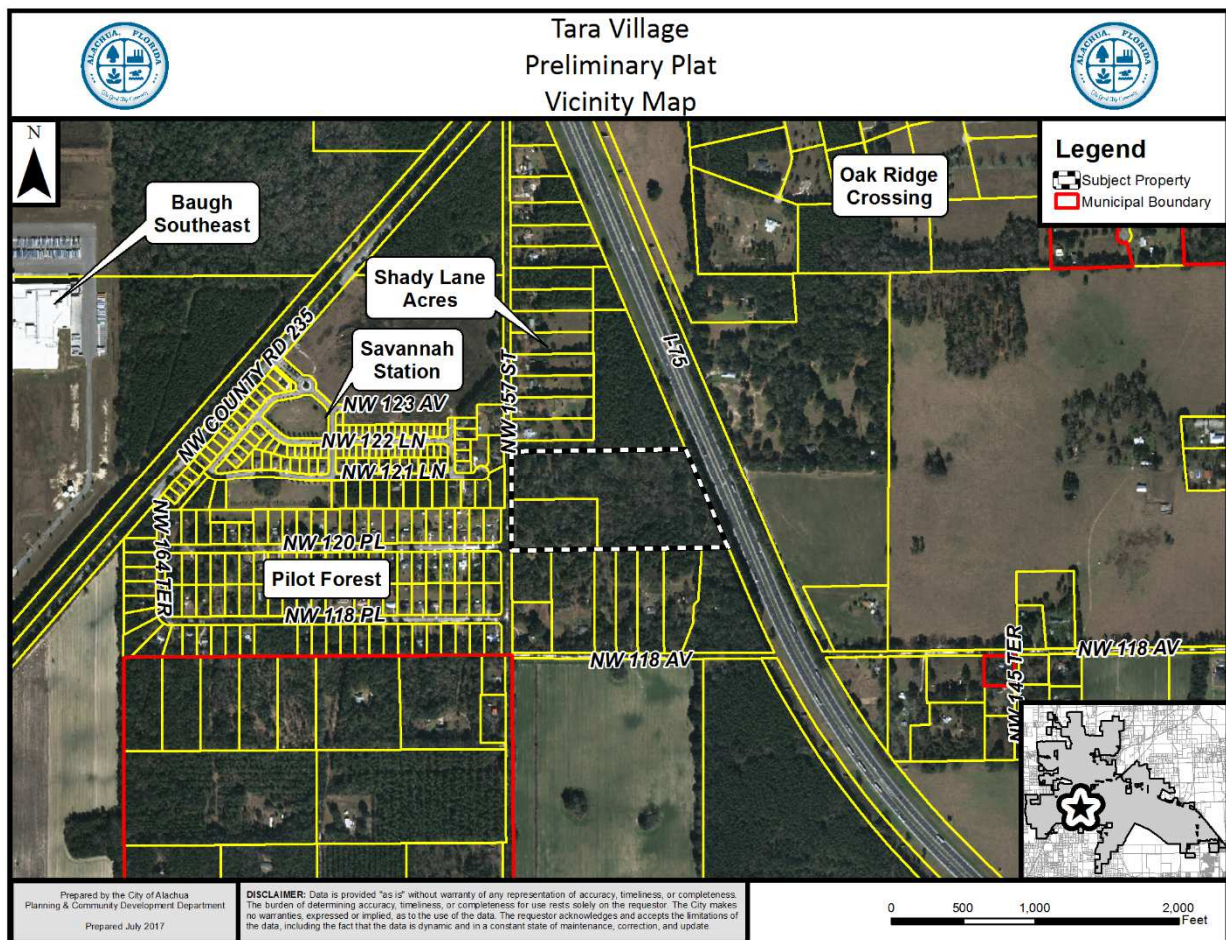 Tara Village
Preliminary Plat
Vicinity Map
ALACHUA, FLORIDA
ALACHUA, FLORIDA
N
Legend
Subject Property
Municipal Boundary
Oak Ridge
Crossing
Baugh
Southeast
Shady Lane
Acres
Savannah
Station
NW COUNTY RD 235
I-75
NW 157 ST
NW 123 AV
NW 122 LN
NW 121 LN
NW 164 TER
NW 120 PL
Pilot Forest
NW 118 PL
NW 118 AV
NW 118 AV
NW 145 TER
Prepared by the City of Alachua
Planning & Community Development Department
Prepared July 2017
DISCLAIMER: Data is provided "as is" without warranty of any representation of accuracy, timeliness, or completeness.
The burden of determining accuracy, timeliness, or completeness for use rests solely on the requestor. The City makes
no warranties, expressed or implied, as to the use of the data. The requestor acknowledges and accepts the limitations of
the data, including the fact that the data is dynamic and in a constant state of maintenance, correction, and update.
0 500 1,000 2,000
Feet